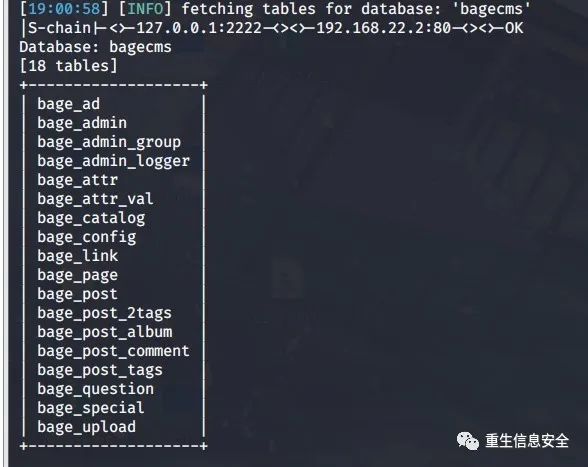 [19:00:58] [INFO] fetching tables for database: 'bagecms'
|S-chain|-<>-127.0.0.1:2222-<><>-192.168.22.2:80-<><>-OK
Database: bagecms
[18 tables]
+--------------------+
| bage_ad            |
| bage_admin         |
| bage_admin_group   |
| bage_admin_logger  |
| bage_attr          |
| bage_attr_val      |
| bage_catalog       |
| bage_config        |
| bage_link          |
| bage_page          |
| bage_post          |
| bage_post_2tags    |
| bage_post_album    |
| bage_post_comment  |
| bage_post_tags     |
| bage_question      |
| bage_special       |
| bage_upload        |
+--------------------+
重生信息安全